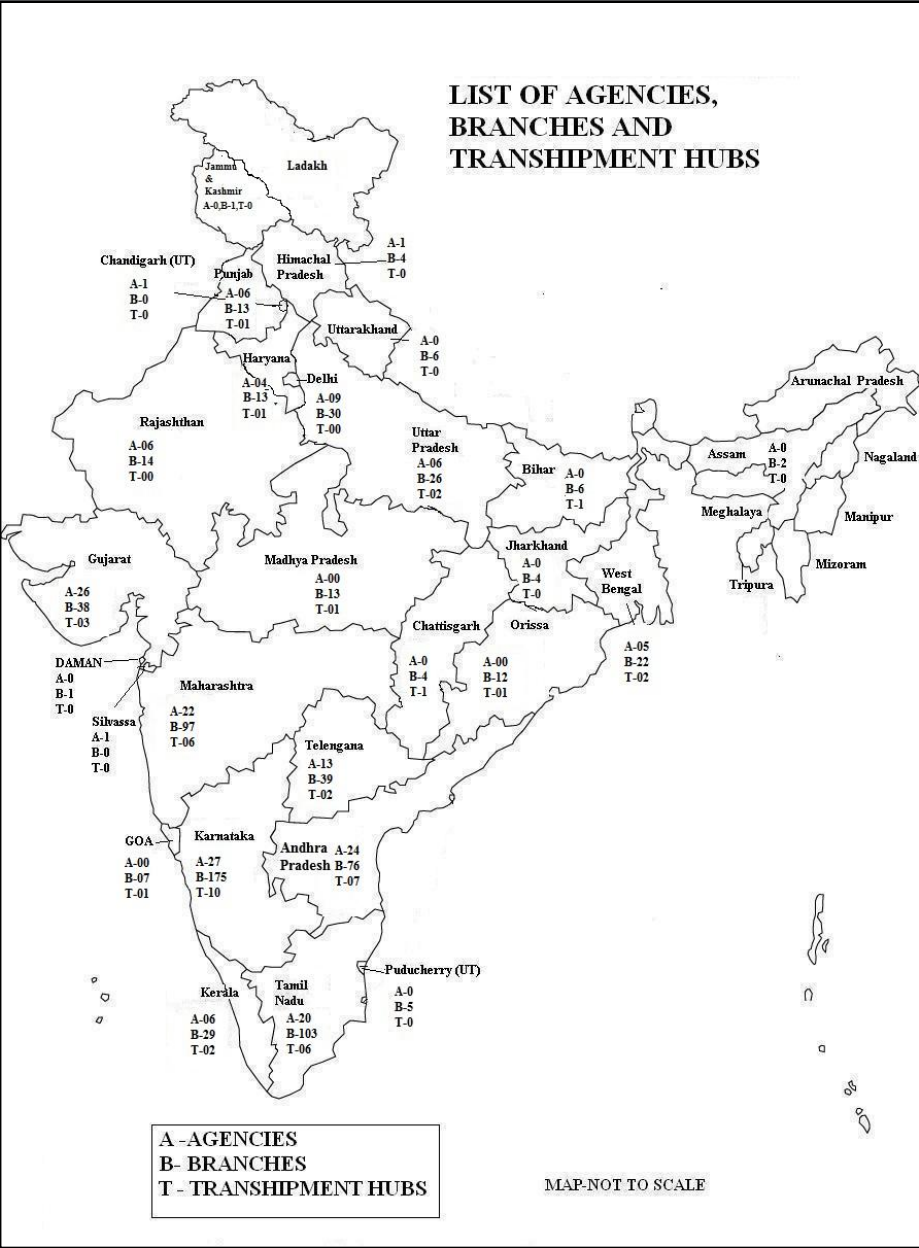 LIST OF AGENCIES,
BRANCHES AND
TRANSHIPMENT HUBS
Ladakh
Jammu
&
Kashmir
A-0,B-1,T-0
Himachal
Pradesh
A-1
B-4
T-0
Chandigarh (UT)
A-1
B-0
T-0
Punjab
A-06
B-13
T-01
Uttarakhand
A-0
B-6
T-0
Haryana
A-04
B-13
T-01
Delhi
A-09
B-30
T-00
Rajashthan
A-06
B-14
T-00
Uttar
Pradesh
A-06
B-26
T-02
Bihar
A-0
B-6
T-1
Arunachal Pradesh
Assam
A-0
B-2
T-0
Nagaland
Meghalaya
Manipur
Mizoram
Tripura
Gujarat
A-26
B-38
T-03
Madhya Pradesh
A-00
B-13
T-01
Jharkhand
A-0
B-4
T-0
West
Bengal
A-05
B-22
T-02
Chattisgarh
A-0
B-4
T-1
Orissa
A-00
B-12
T-01
DAMAN
A-0
B-1
T-0
Silvassa
A-1
B-0
T-0
Maharashtra
A-22
B-97
T-06
Telengana
A-13
B-39
T-02
GOA
A-00
B-07
T-01
Karnataka
A-27
B-175
T-10
Andhra A-24
Pradesh B-76
T-07
Puducherry (UT)
A-0
B-5
T-0
Kerala
A-06
B-29
T-02
Tamil
Nadu
A-20
B-103
T-06
A -AGENCIES
B- BRANCHES
T - TRANSHIPMENT HUBS
MAP-NOT TO SCALE